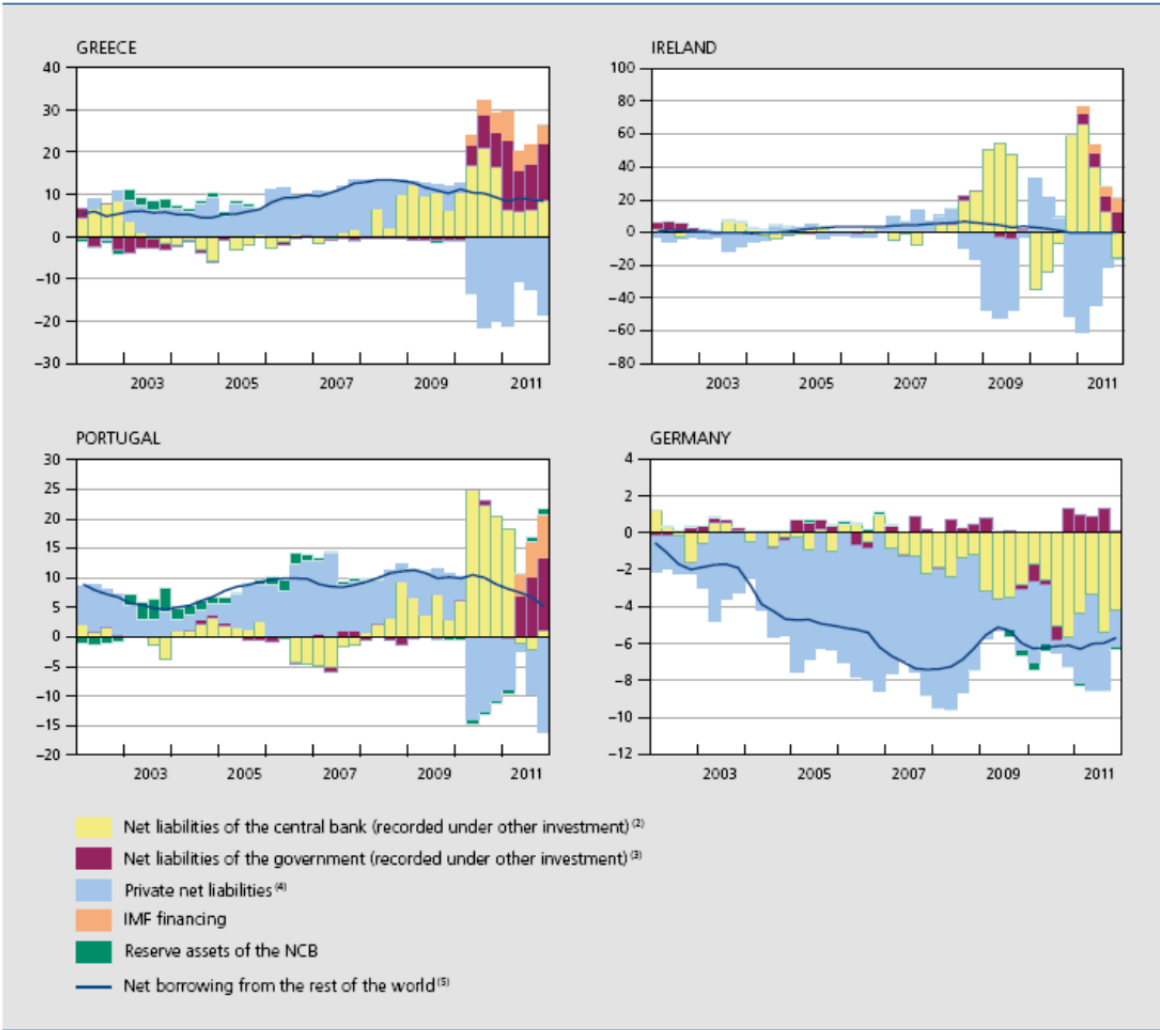 GREECE
40
30
20
10
0
–10
–20
–30
2003 2005 2007 2009 2011
IRELAND
100
80
60
40
20
0
–20
–40
–60
–80
2003 2005 2007 2009 2011
PORTUGAL
30
25
20
15
10
5
0
–5
–10
–15
–20
2003 2005 2007 2009 2011
GERMANY
4
2
0
–2
–4
–6
–8
–10
–12
2003 2005 2007 2009 2011
Net liabilities of the central bank (recorded under other investment) (2)
Net liabilities of the government (recorded under other investment) (3)
Private net liabilities (4)
IMF financing
Reserve assets of the NCB
Net borrowing from the rest of the world (5)